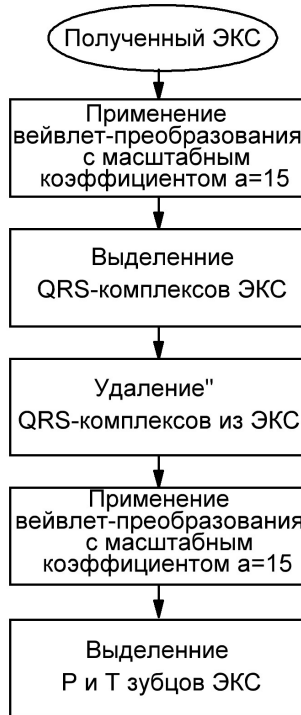 Полученный ЭКС
Применение
вейвлет-преобразования
с масштабным
коэффициентом а=15
Выделенние
QRS-комплексов ЭКС
Удаление"
QRS-комплексов из ЭКС
Применение
вейвлет-преобразования
с масштабным
коэффициентом а=15
Выделенние
Р и Т зубцов ЭКС